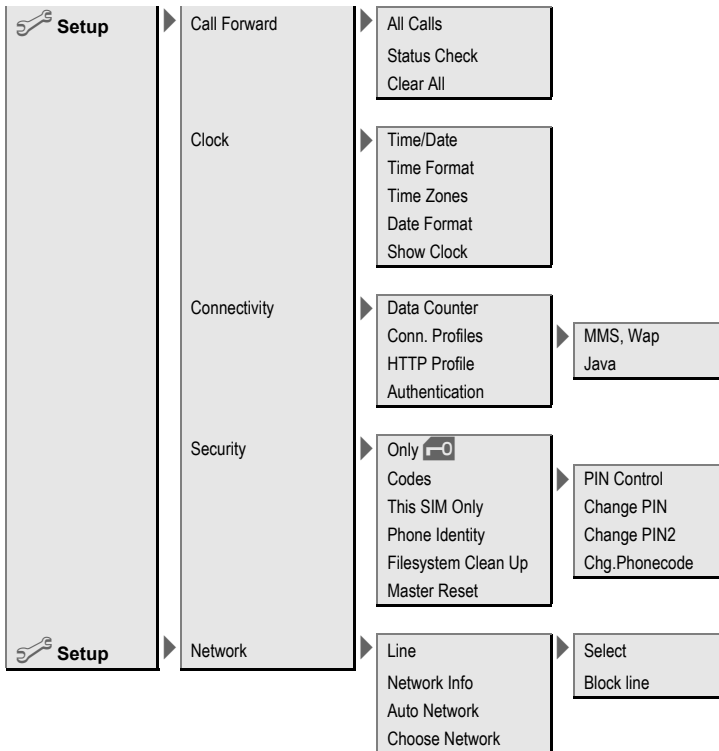 Setup
Call Forward
All Calls
Status Check
Clear All
Clock
Time/Date
Time Format
Time Zones
Date Format
Show Clock
Connectivity
Data Counter
Conn. Profiles
MMS, Wap
HTTP Profile
Java
Authentication
Security
Only
Codes
PIN Control
This SIM Only
Change PIN
Phone Identity
Change PIN2
Filesystem Clean Up
Chg.Phonecode
Master Reset
Setup
Network
Line
Select
Network Info
Block line
Auto Network
Choose Network